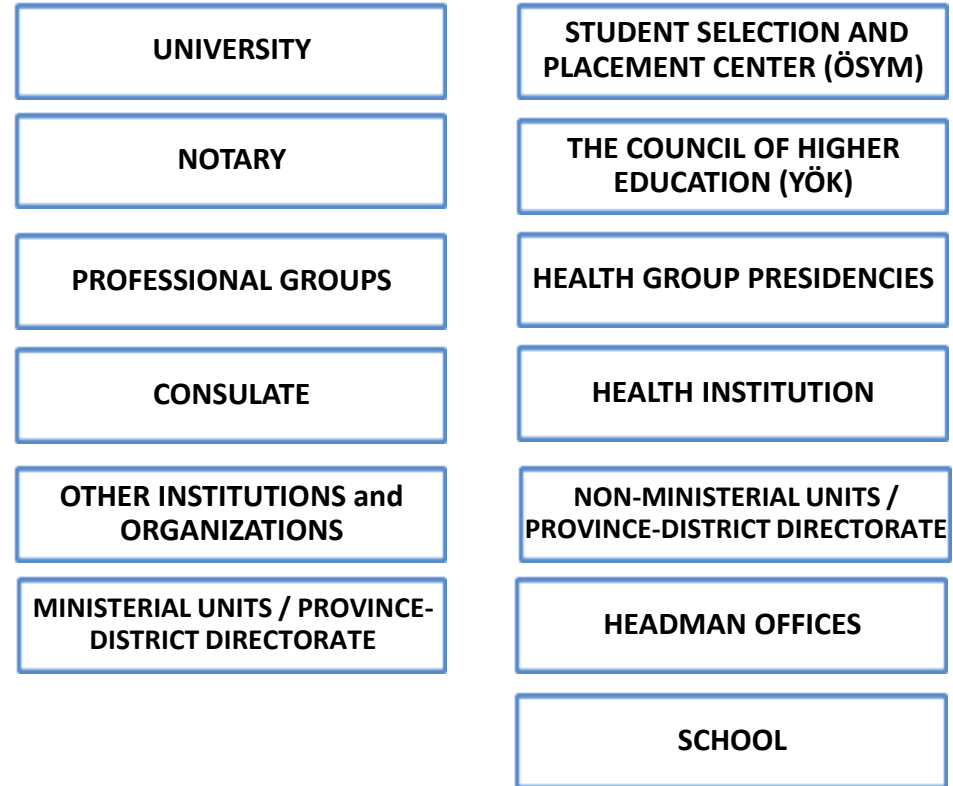 UNIVERSITY
STUDENT SELECTION AND
PLACEMENT CENTER (ÖSYM)
NOTARY
THE COUNCIL OF HIGHER
EDUCATION (YÖK)
PROFESSIONAL GROUPS
HEALTH GROUP PRESIDENCIES
CONSULATE
HEALTH INSTITUTION
OTHER INSTITUTIONS and
ORGANIZATIONS
NON-MINISTERIAL UNITS /
PROVINCE-DISTRICT DIRECTORATE
MINISTERIAL UNITS / PROVINCE-
DISTRICT DIRECTORATE
HEADMAN OFFICES
SCHOOL